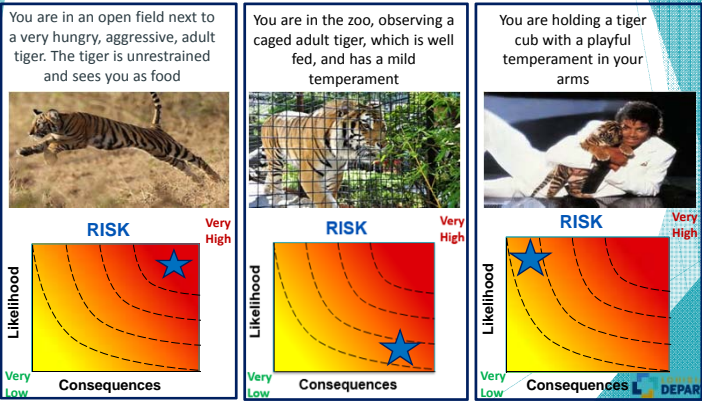 You are in an open field next to
a very hungry, aggressive, adult
tiger. The tiger is unrestrained
and sees you as food
RISK
Very
High
Likelihood
Very
Low
Consequences
You are in the zoo, observing a
caged adult tiger, which is well
fed, and has a mild
temperament
RISK
Very
High
Likelihood
Very
Low
Consequences
You are holding a tiger
cub with a playful
temperament in your
arms
RISK
Very
High
Likelihood
Very
Low
Consequences
DEPAR